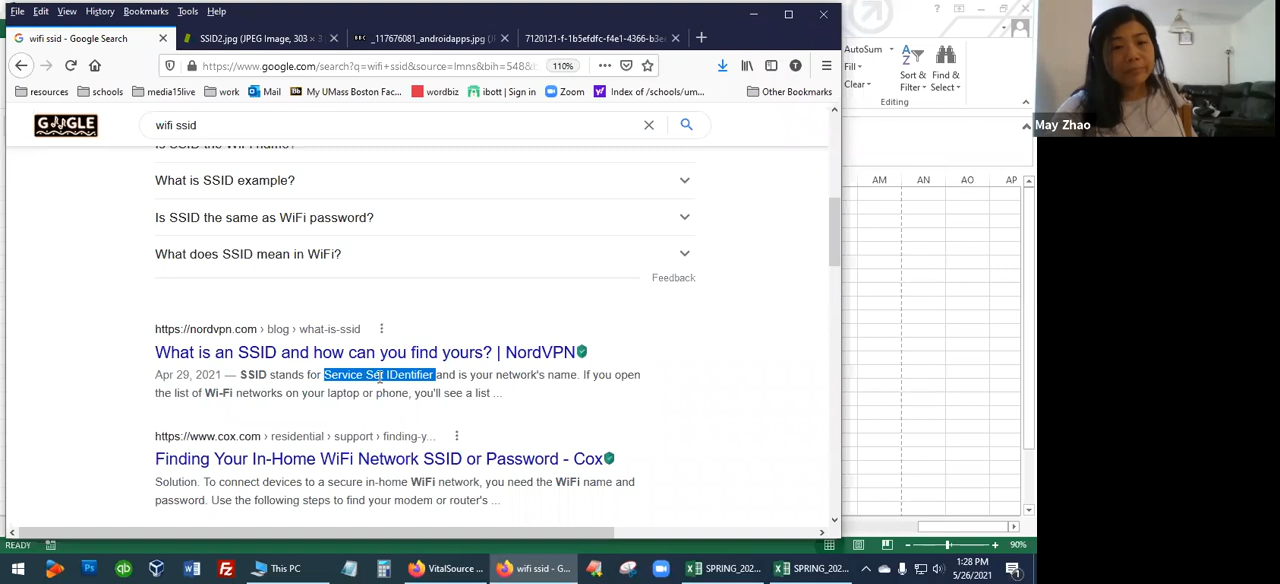 File Edit View History Bookmarks Tools Help
wifi ssid - Google Search
SSID2.jpg (JPEG Image, 303 ×
_117676081_androidapps.jpg (
7120121-f-1b5efdfc-f4e1-4366-b3e
https://www.google.com/search?q=wifi+ssid&source=lmns&bih=548&
110%
resources schools media15live work Mail My UMass Boston Fac... wordbiz ibott | Sign in Zoom Index of /schools/um... Other Bookmarks
GOOGLE
wifi ssid
Is SSID the WiFi name?
What is SSID example?
Is SSID the same as WiFi password?
What does SSID mean in WiFi?
Feedback
https://nordvpn.com › blog › what-is-ssid
What is an SSID and how can you find yours? | NordVPN
Apr 29, 2021 — SSID stands for Service Set IDentifier and is your network's name. If you open
the list of Wi-Fi networks on your laptop or phone, you'll see a list ...
https://www.cox.com › residential › support › finding-y...
Finding Your In-Home WiFi Network SSID or Password - Cox
Solution. To connect devices to a secure in-home WiFi network, you need the WiFi name and
password. Use the following steps to find your modem or router's ...
AutoSum
Fill
Clear
Sort & Filter
Find & Select
Editing
May Zhao
AM AN AO AP
READY
90%
This PC
VitalSource ...
wifi ssid - G...
SPRING_202...
SPRING_202...
1:28 PM
5/26/2021